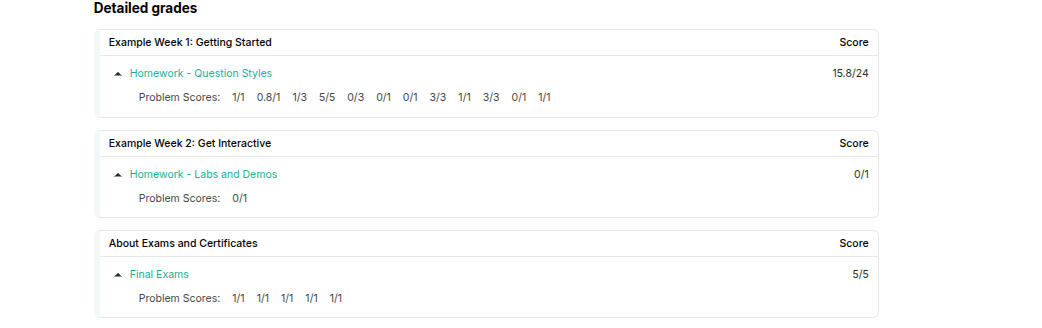 Detailed grades
Example Week 1: Getting Started Score
Homework - Question Styles 15.8/24
Problem Scores: 1/1 0.8/1 1/3 5/5 0/3 0/1 0/1 3/3 1/1 3/3 0/1 1/1
Example Week 2: Get Interactive Score
Homework - Labs and Demos 0/1
Problem Scores: 0/1
About Exams and Certificates Score
Final Exams 5/5
Problem Scores: 1/1 1/1 1/1 1/1 1/1